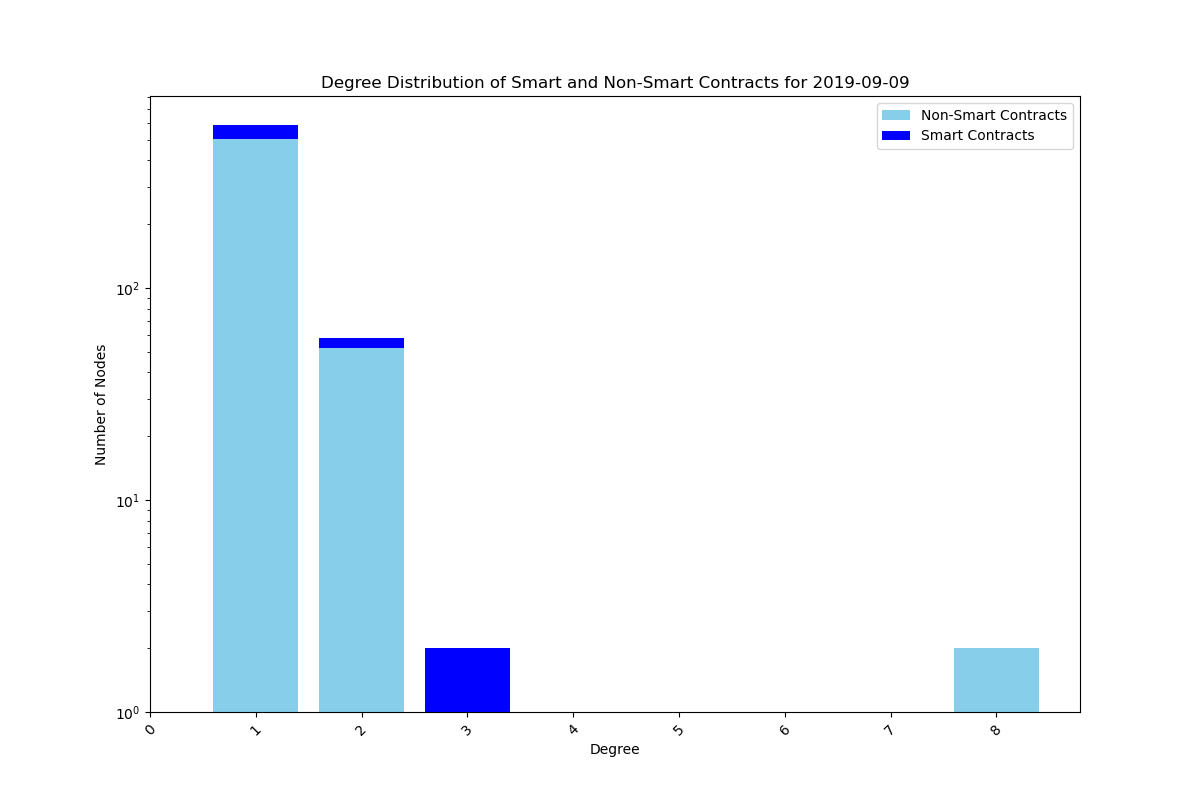 Degree Distribution of Smart and Non-Smart Contracts for 2019-09-09
Non-Smart Contracts
Smart Contracts
Number of Nodes
10²
10¹
10⁰
0 1 2 3 4 5 6 7 8
Degree